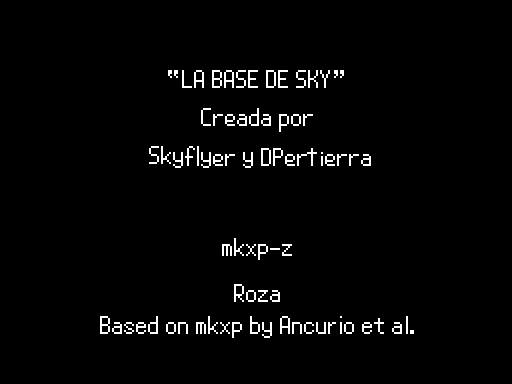 "LA BASE DE SKY"
Creada por
Skyflyer y DPertierra
mkxp-z
Roza
Based on mkxp by Ancurio et al.